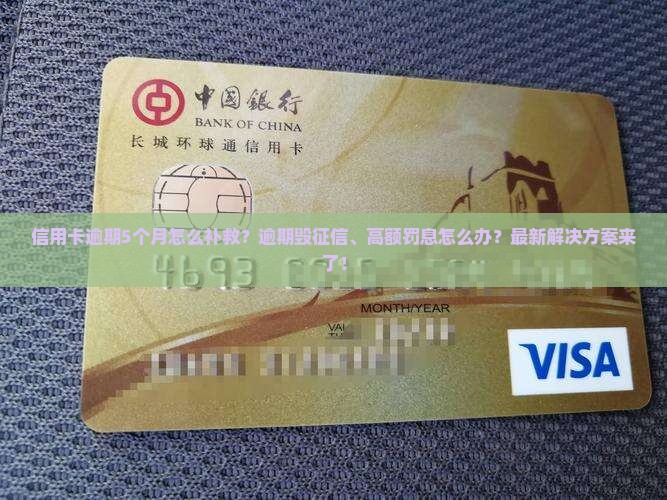 中国銀行
BANK OF CHINA
长城环球通信用卡
信用卡逾期5个月怎么补救？逾期毁征信、高额罚息怎么办？最新解决方案来
了！
4693
MONTH/YEAR
VISA